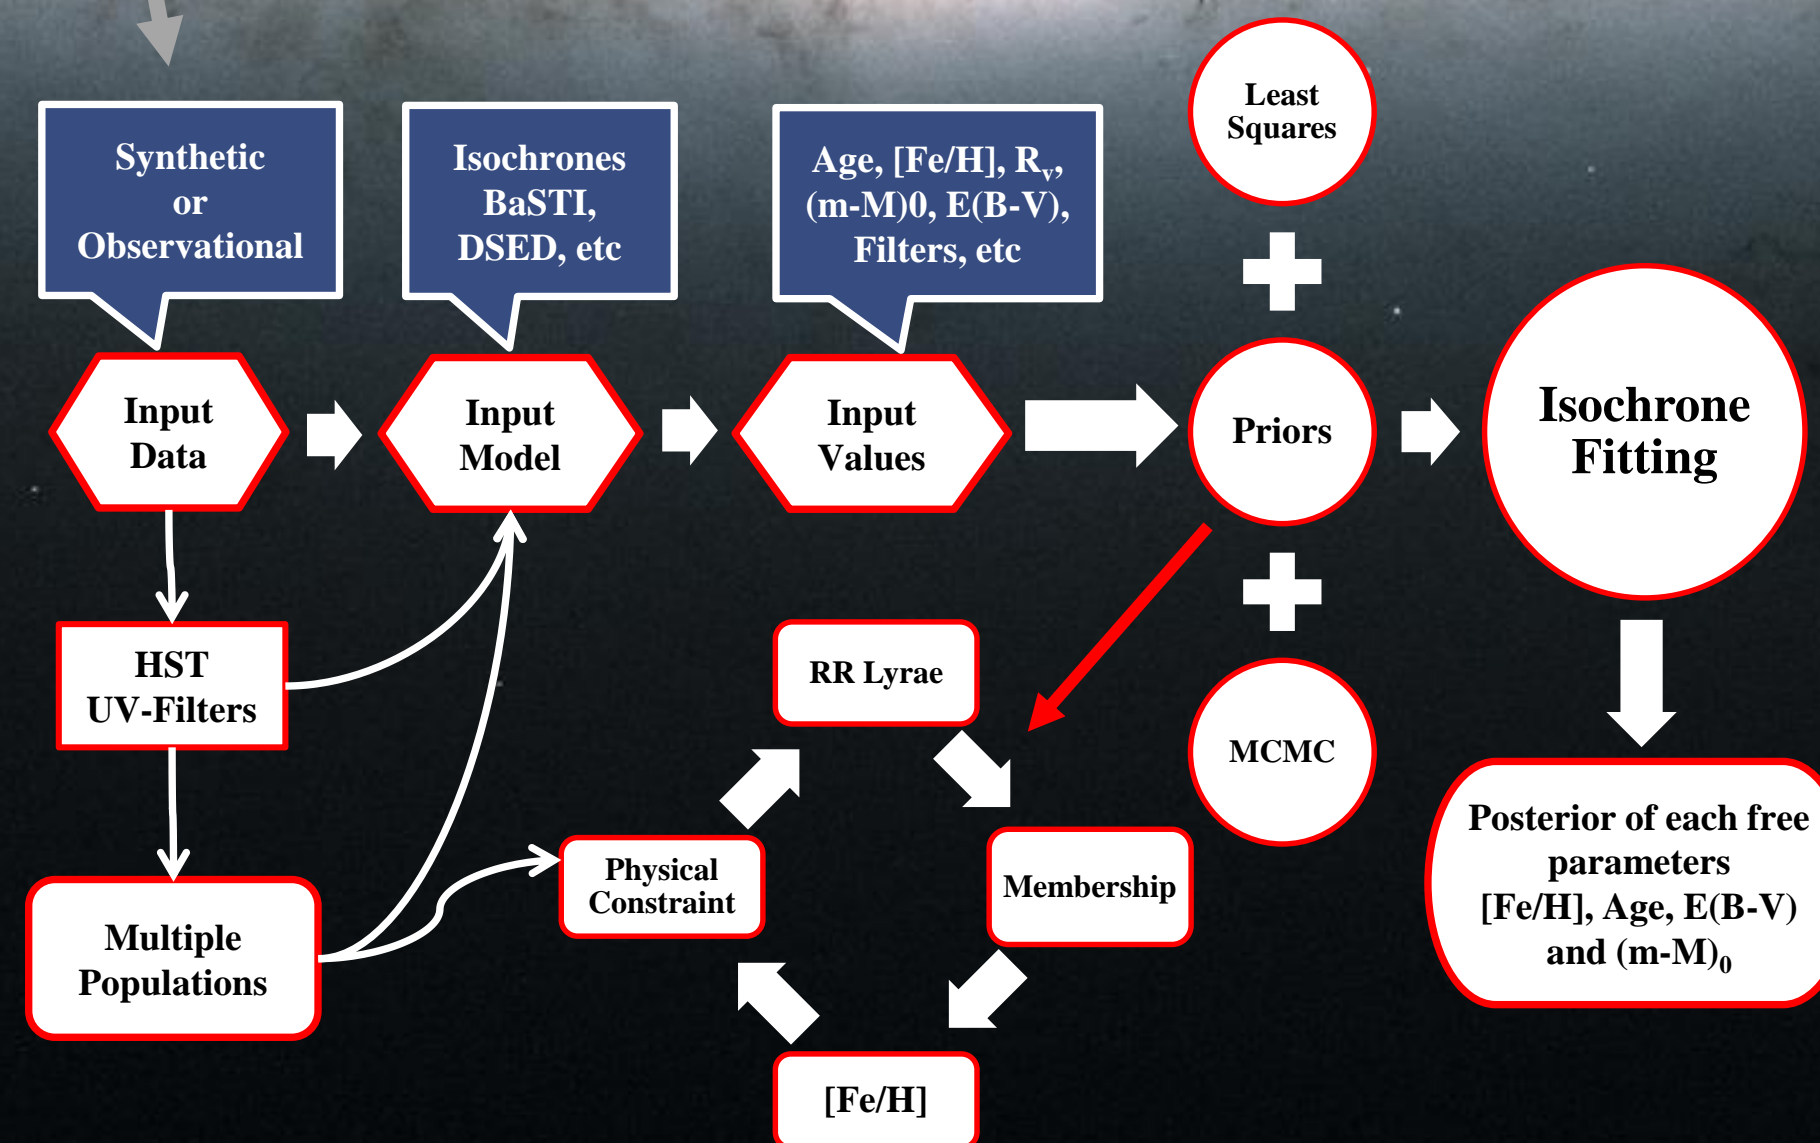 Synthetic
or
Observational
Isochrones
BaSTI,
DSED, etc
Age, [Fe/H], Rᵥ,
(m-M)0, E(B-V),
Filters, etc
Least
Squares
Input
Data
Input
Model
Input
Values
Priors
Isochrone
Fitting
HST
UV-Filters
RR Lyrae
MCMC
Multiple
Populations
Physical
Constraint
Membership
[Fe/H]
Posterior of each free
parameters
[Fe/H], Age, E(B-V)
and (m-M)₀